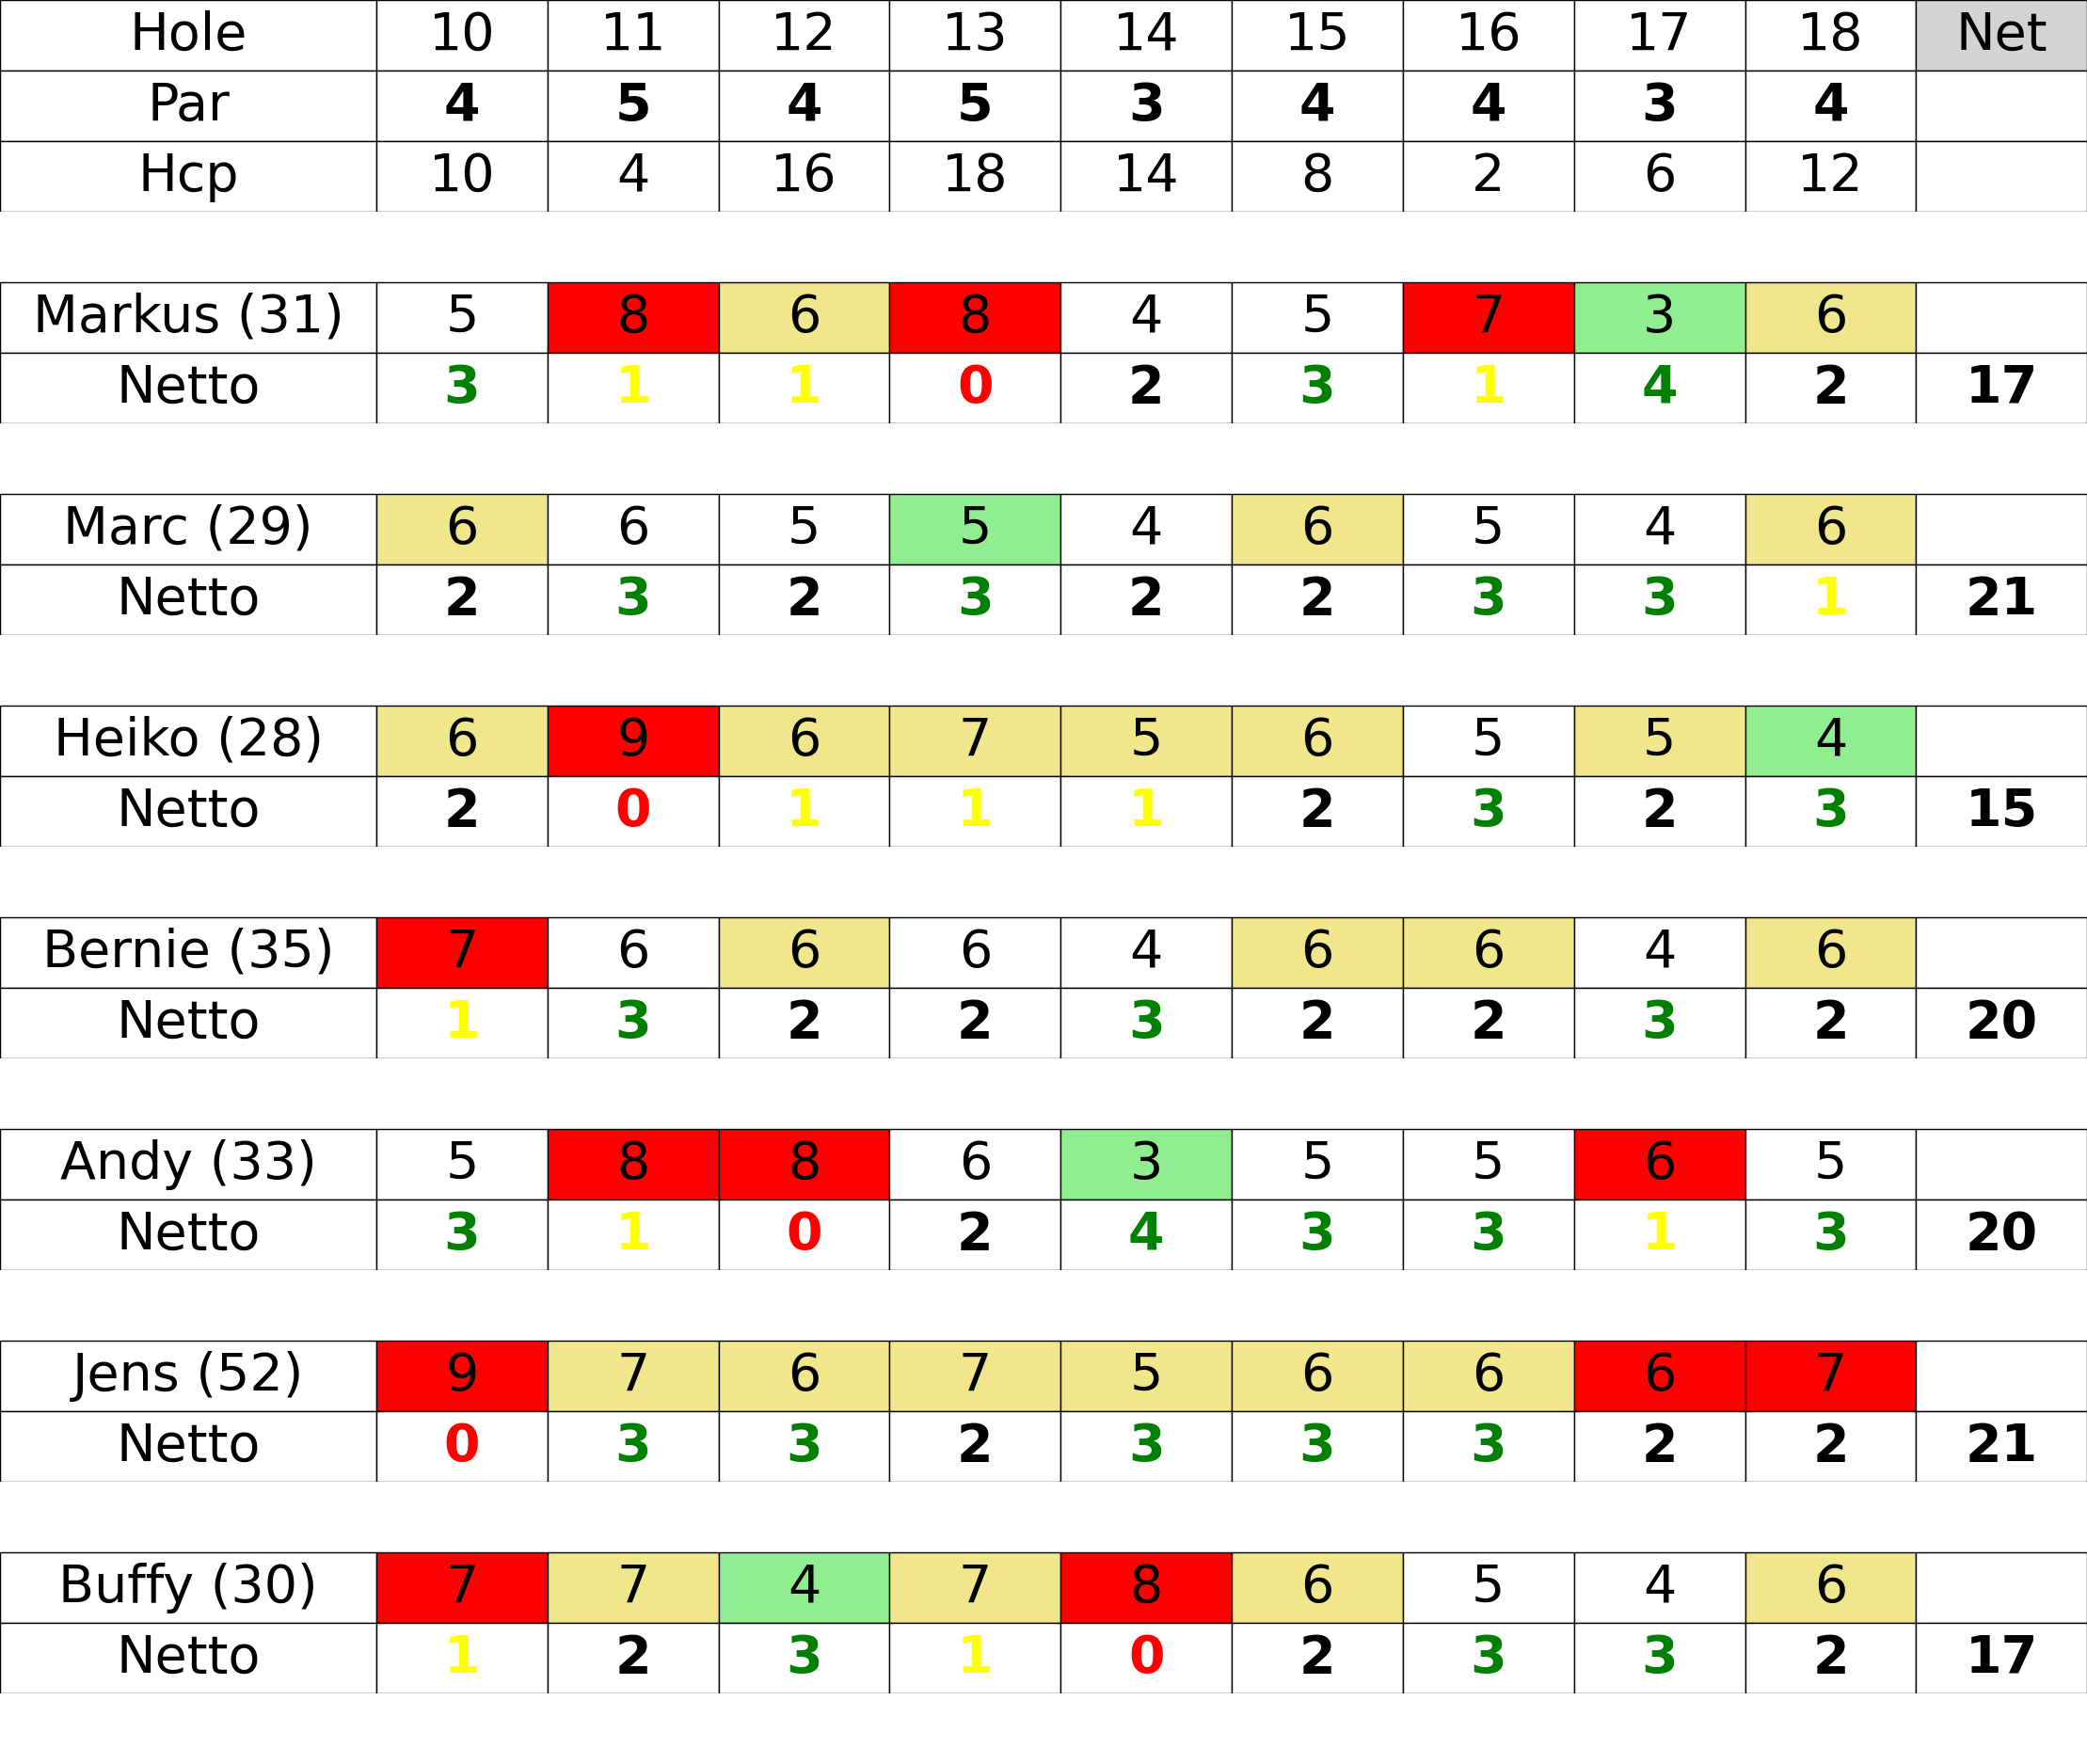 Hole 10 11 12 13 14 15 16 17 18 Net
Par 4 5 4 5 3 4 4 3 4
Hcp 10 4 16 18 14 8 2 6 12
Markus (31) 5 8 6 8 4 5 7 3 6
Netto 3 1 1 0 2 3 1 4 2 17
Marc (29) 6 6 5 5 4 6 5 4 6
Netto 2 3 2 3 2 2 3 3 1 21
Heiko (28) 6 9 6 7 5 6 5 5 4
Netto 2 0 1 1 1 2 3 2 3 15
Bernie (35) 7 6 6 6 4 6 6 4 6
Netto 1 3 2 2 3 2 2 3 2 20
Andy (33) 5 8 8 6 3 5 5 6 5
Netto 3 1 0 2 4 3 3 1 3 20
Jens (52) 9 7 6 7 5 6 6 6 7
Netto 0 3 3 2 3 3 3 2 2 21
Buffy (30) 7 7 4 7 8 6 5 4 6
Netto 1 2 3 1 0 2 3 3 2 17